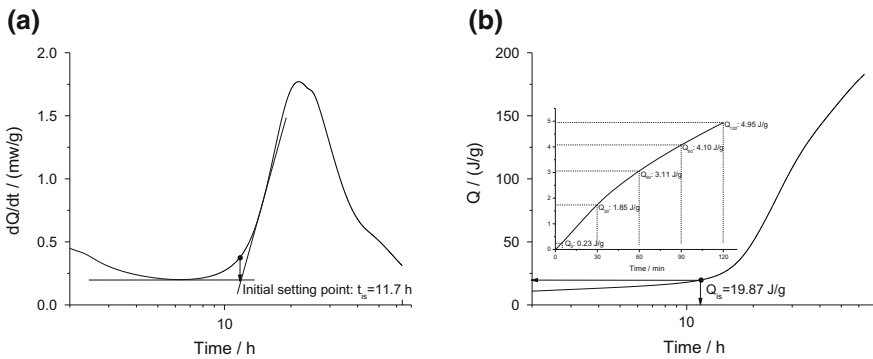 (a)
2.0
1.5
1.0
0.5
0.0
dQ/dt / (mw/g)
10
Time / h
Initial setting point: t_is=11.7 h
(b)
200
150
100
50
0
Q / (J/g)
10
Time / h
Q_is=19.87 J/g
5
4
3
2
1
0
0 30 60 90 120
Time / min
Q_120: 4.95 J/g
Q_90: 4.10 J/g
Q_60: 3.11 J/g
Q_30: 1.85 J/g
: 0.23 J/g